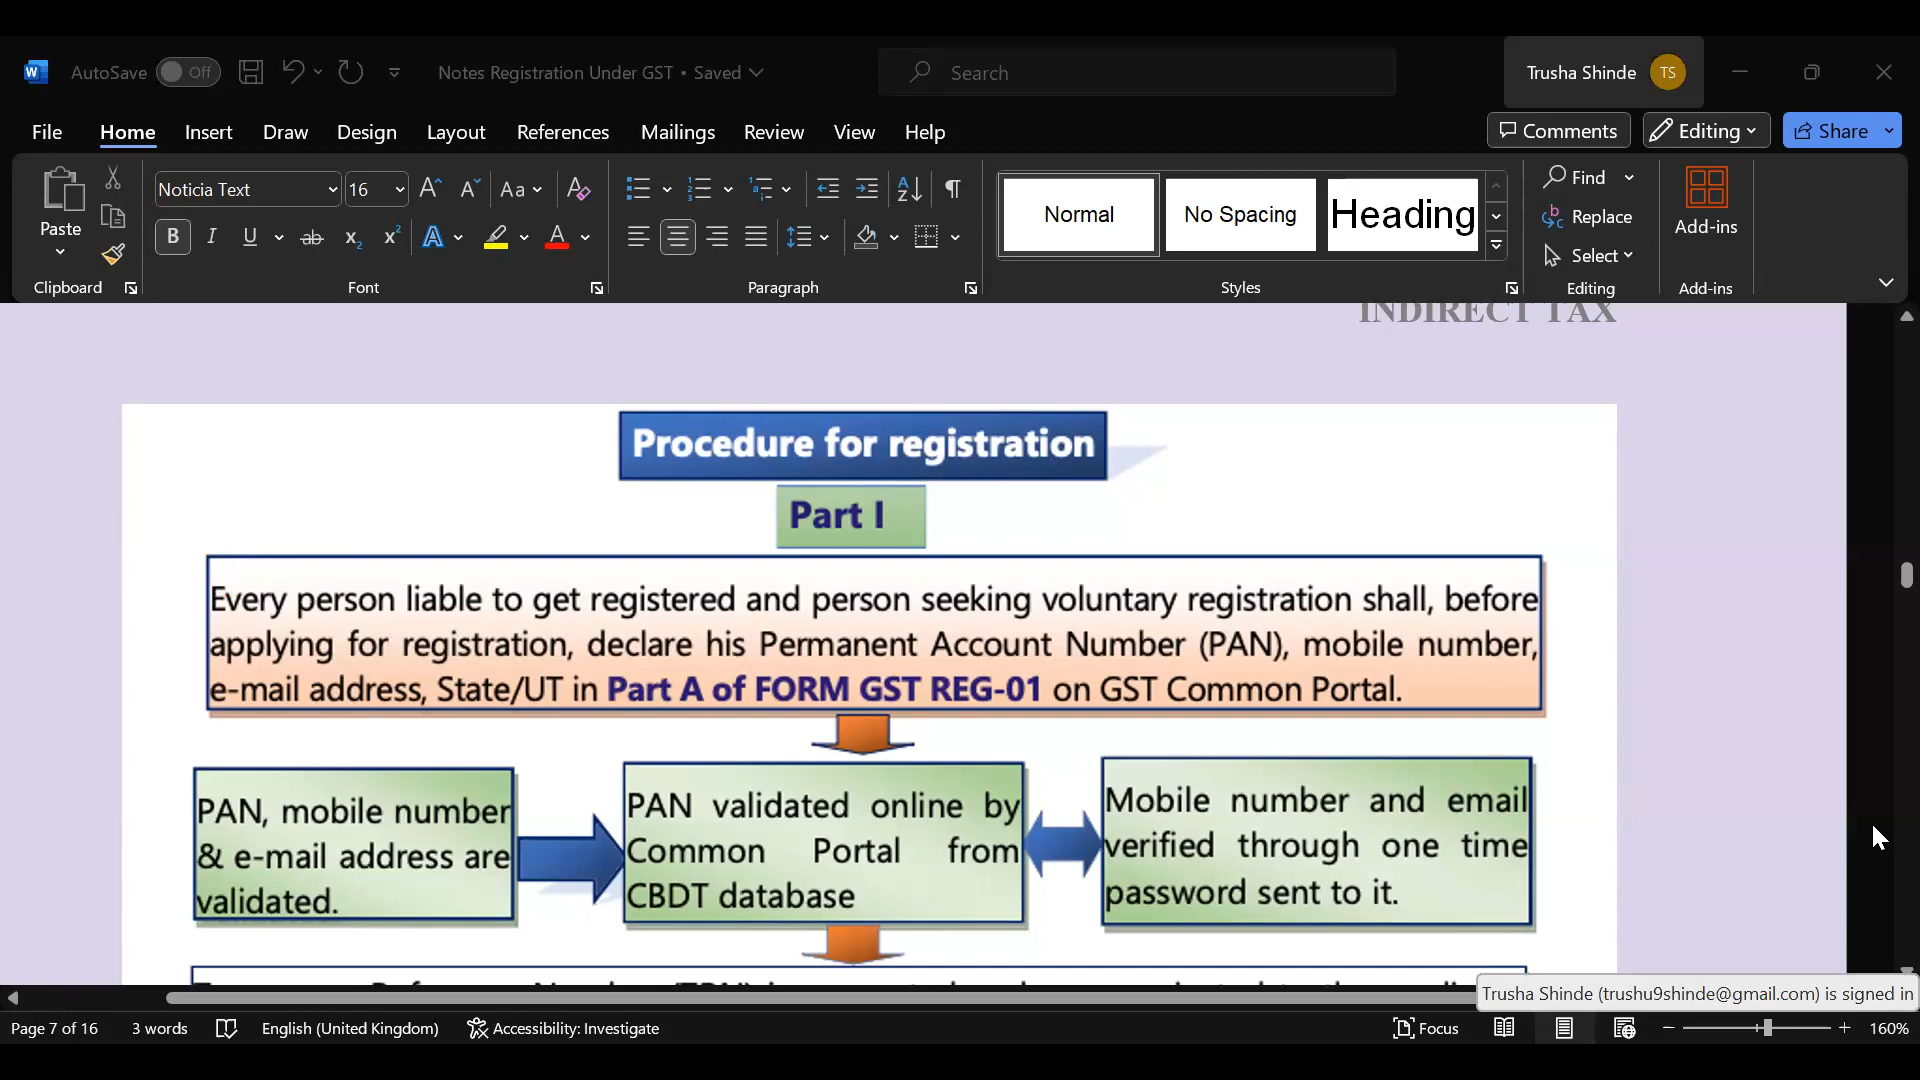 AutoSave Off Notes Registration Under GST • Saved Search Trusha Shinde TS
File Home Insert Draw Design Layout References Mailings Review View Help Comments Editing Share
Paste Noticia Text 16 Aa Normal No Spacing Heading Find
Replace
Select
Add-ins
Clipboard Font Paragraph Styles Editing Add-ins
INDIRECT TAX
Procedure for registration
Part I
Every person liable to get registered and person seeking voluntary registration shall, before
applying for registration, declare his Permanent Account Number (PAN), mobile number,
e-mail address, State/UT in Part A of FORM GST REG-01 on GST Common Portal.
PAN, mobile number
& e-mail address are
validated.
PAN validated online by
Common Portal from
CBDT database
Mobile number and email
verified through one time
password sent to it.
Trusha Shinde (trushu9shinde@gmail.com) is signed in
Page 7 of 16 3 words English (United Kingdom) Accessibility: Investigate Focus 160%